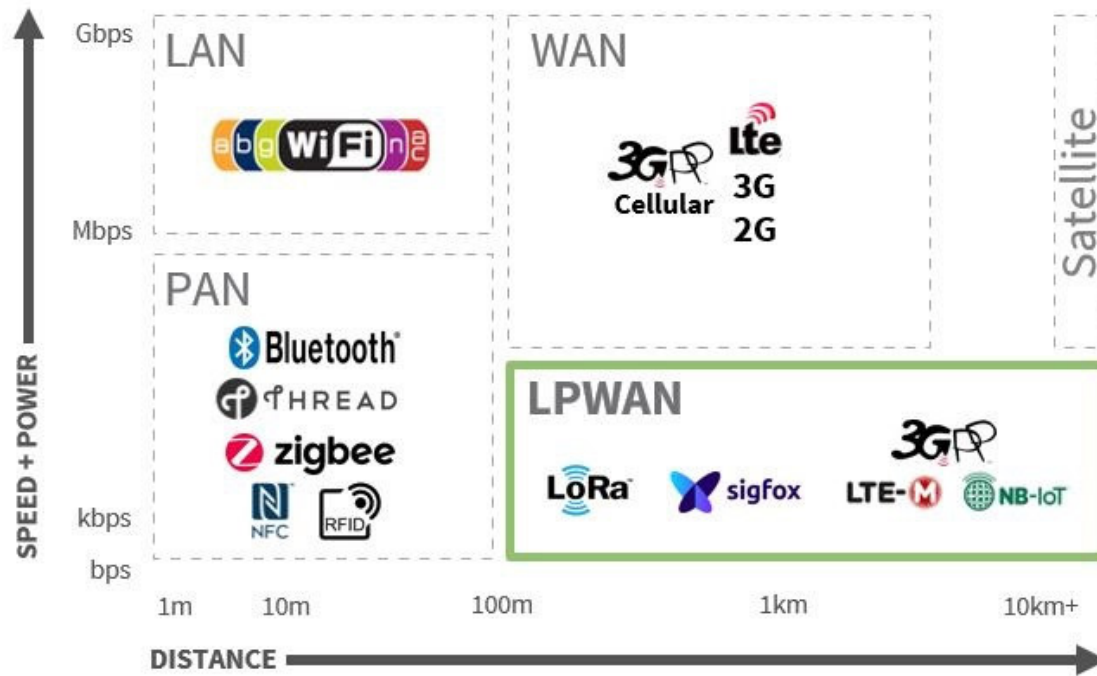 Gbps
LAN
WAN
a b g WiFi n ac
3GPP
Cellular
Lte
3G
2G
Satellite
Mbps
PAN
Bluetooth®
THREAD
zigbee
NFC
RFID
LPWAN
LoRa™
sigfox
3GPP
LTE-M
NB-IoT
kbps
bps
SPEED + POWER
1m 10m 100m 1km 10km+
DISTANCE